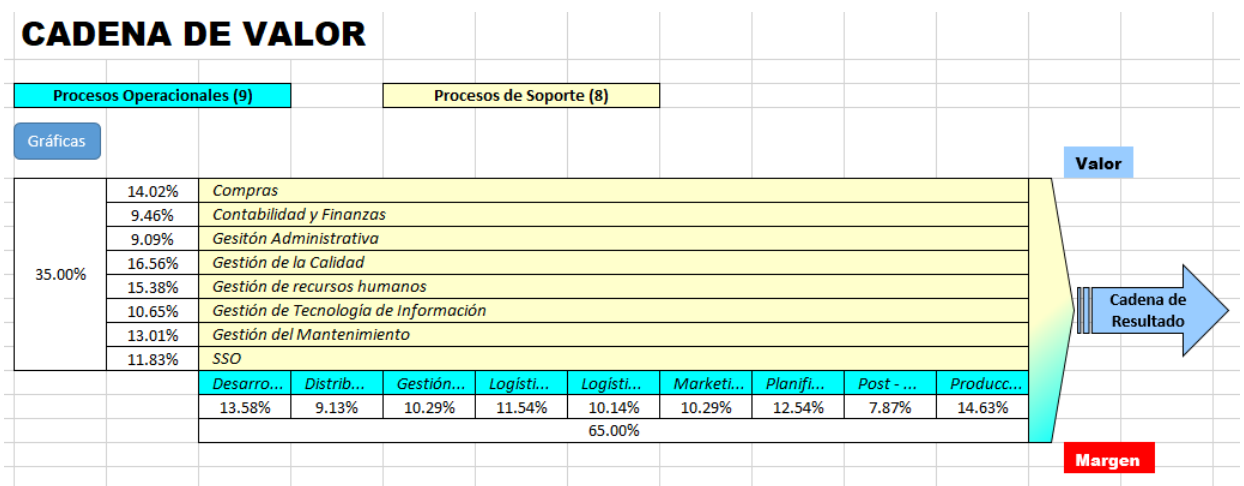 CADENA DE VALOR
Procesos Operacionales (9) Procesos de Soporte (8)
Gráficas
Valor
35.00%
14.02% Compras
9.46% Contabilidad y Finanzas
9.09% Gesitón Administrativa
16.56% Gestión de la Calidad
15.38% Gestión de recursos humanos
10.65% Gestión de Tecnología de Información
13.01% Gestión del Mantenimiento
11.83% SSO
Desarro... Distrib... Gestión... Logísti... Logísti... Marketi... Planifi... Post - ... Producc...
13.58% 9.13% 10.29% 11.54% 10.14% 10.29% 12.54% 7.87% 14.63%
65.00%
Cadena de
Resultado
Margen